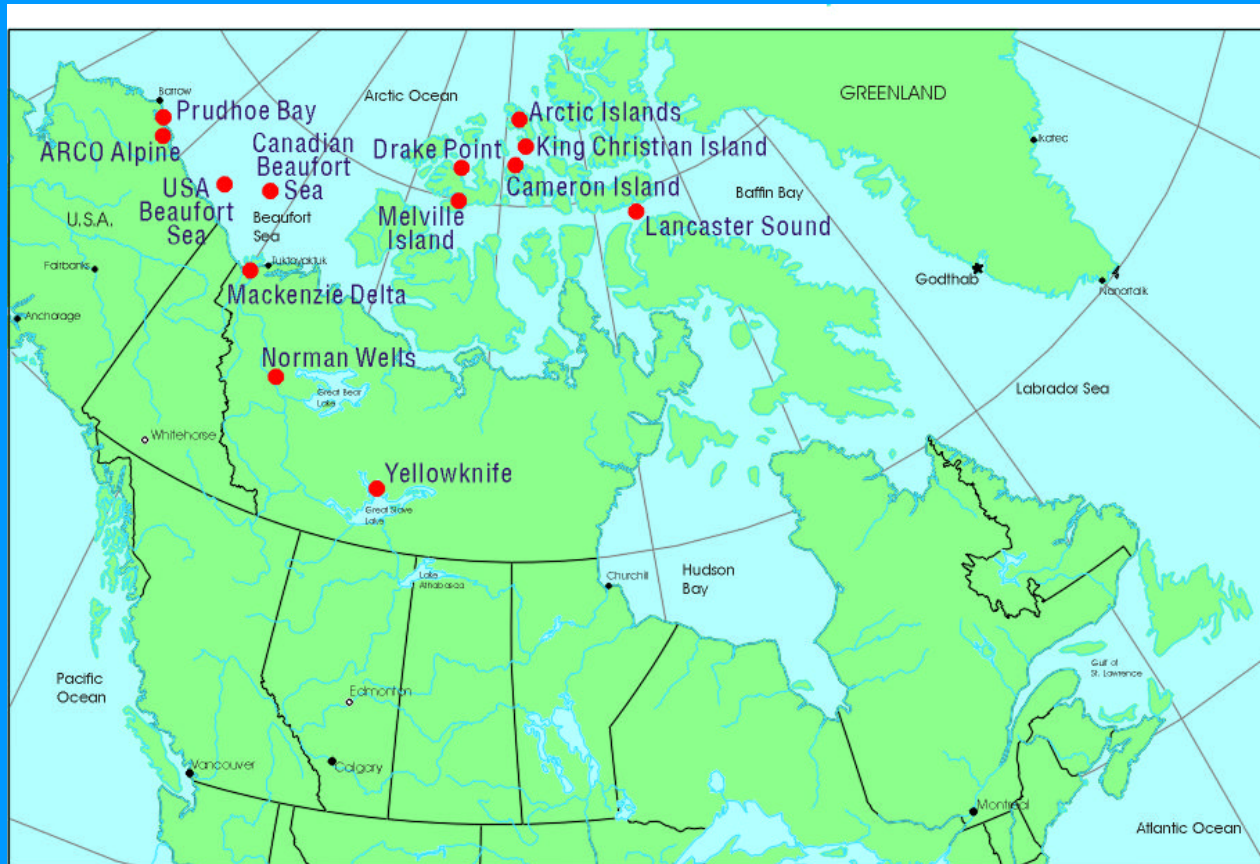 Barrow
Prudhoe Bay
ARCO Alpine
Canadian
Beaufort
Sea
USA
Beaufort
Sea
U.S.A.
Beaufort
Sea
Arctic Ocean
Drake Point
Melville
Island
Arctic Islands
King Christian Island
Cameron Island
Lancaster Sound
Baffin Bay
GREENLAND
Ikatec
Godthab
Nanortalk
Labrador Sea
Fairbanks
Anchorage
Tuktoyaktuk
Mackenzie Delta
Norman Wells
Great Bear
Lake
Whitehorse
Yellowknife
Great Slave
Lake
Lake
Athabasca
Churchill
Hudson
Bay
Pacific
Ocean
Edmonton
Vancouver
Calgary
Gulf of
St. Lawrence
Montreal
Atlantic Ocean